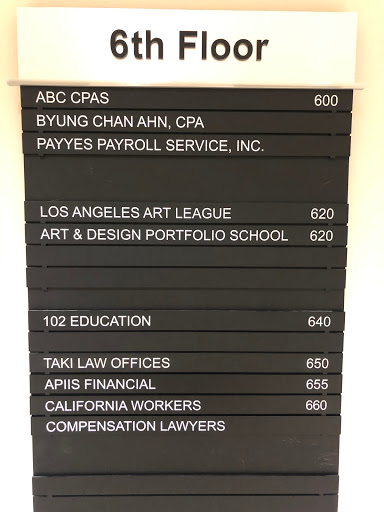 6th Floor
ABC CPAS 600
BYUNG CHAN AHN, CPA
PAYYES PAYROLL SERVICE, INC.
LOS ANGELES ART LEAGUE 620
ART & DESIGN PORTFOLIO SCHOOL 620
102 EDUCATION 640
TAKI LAW OFFICES 650
APIIS FINANCIAL 655
CALIFORNIA WORKERS 660
COMPENSATION LAWYERS